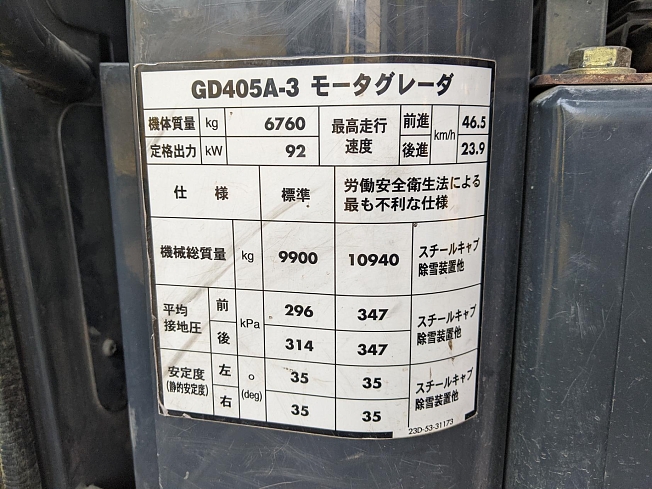 GD405A-3 モータグレーダ
機体質量 kg 6760 最高走行速度 前進 km/h 46.5
定格出力 kW 92 後進 23.9
仕様 標準 労働安全衛生法による
最も不利な仕様
機械総質量 kg 9900 10940 スチールキャブ
除雪装置他
平均接地圧 前 kPa 296 347 スチールキャブ
後 314 347 除雪装置他
安定度 左 o 35 35 スチールキャブ
(静的安定度) 右 (deg) 35 35 除雪装置他
23D-53-31173